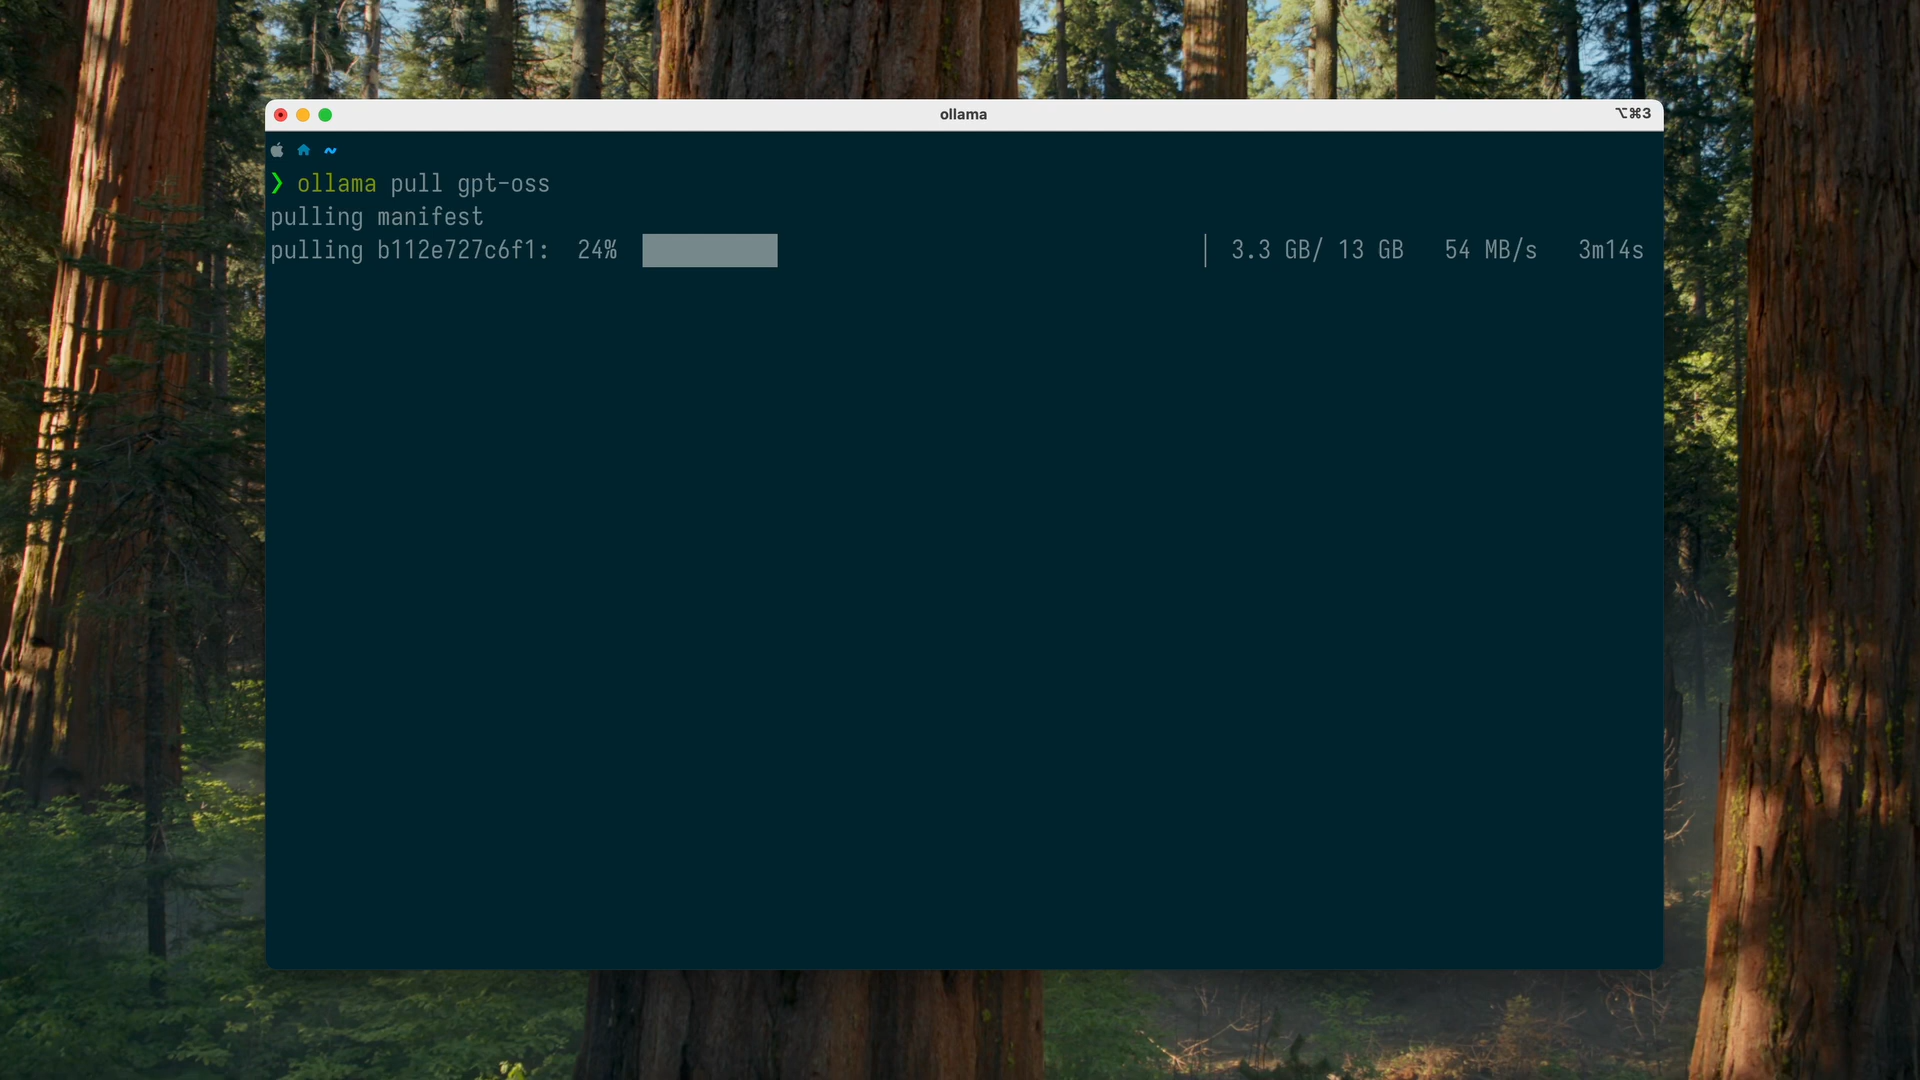 ollama
⌥⌘3
~
❯ ollama pull gpt-oss
pulling manifest
pulling b112e727c6f1: 24% | 3.3 GB/ 13 GB 54 MB/s 3m14s